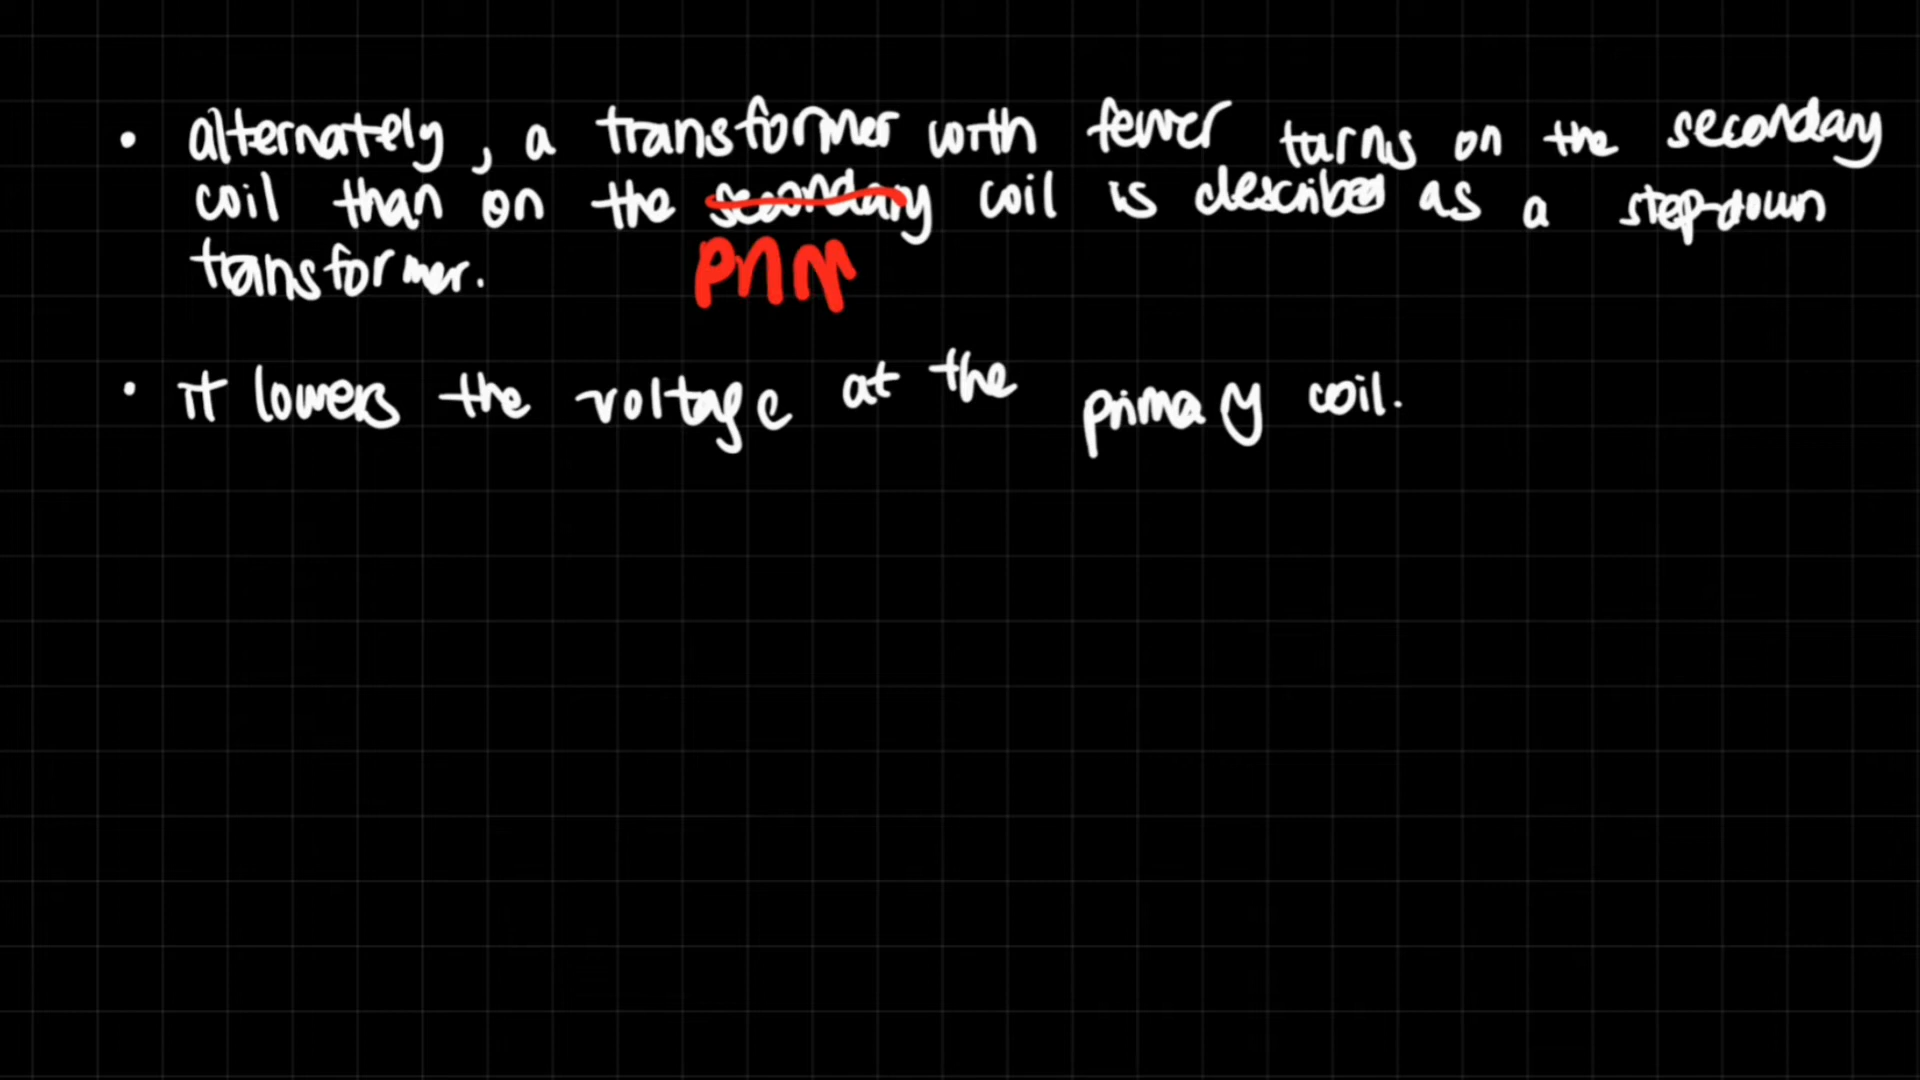 • alternately, a transformer with fewer turns on the secondary
coil than on the secondary coil is described as a step-down
transformer.
prim
• it lowers the voltage at the primary coil.